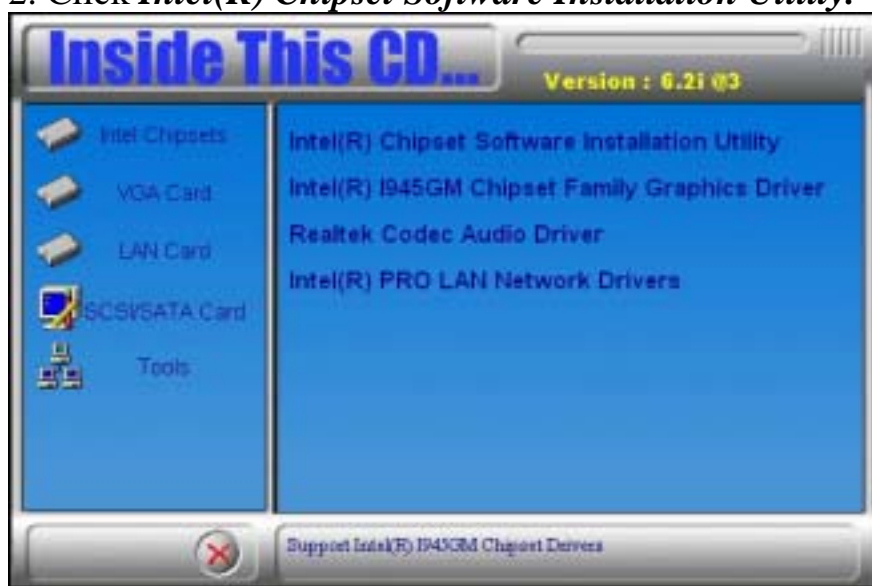 2. Click Intel(R) Chipset Software Installation Utility.
Inside This CD...
Version : 6.2i @3
Intel Chipsets
VGA Card
LAN Card
SCSI/SATA Card
Tools
Intel(R) Chipset Software Installation Utility
Intel(R) I945GM Chipset Family Graphics Driver
Realtek Codec Audio Driver
Intel(R) PRO LAN Network Drivers
Support Intel(R) I945GM Chipset Drivers